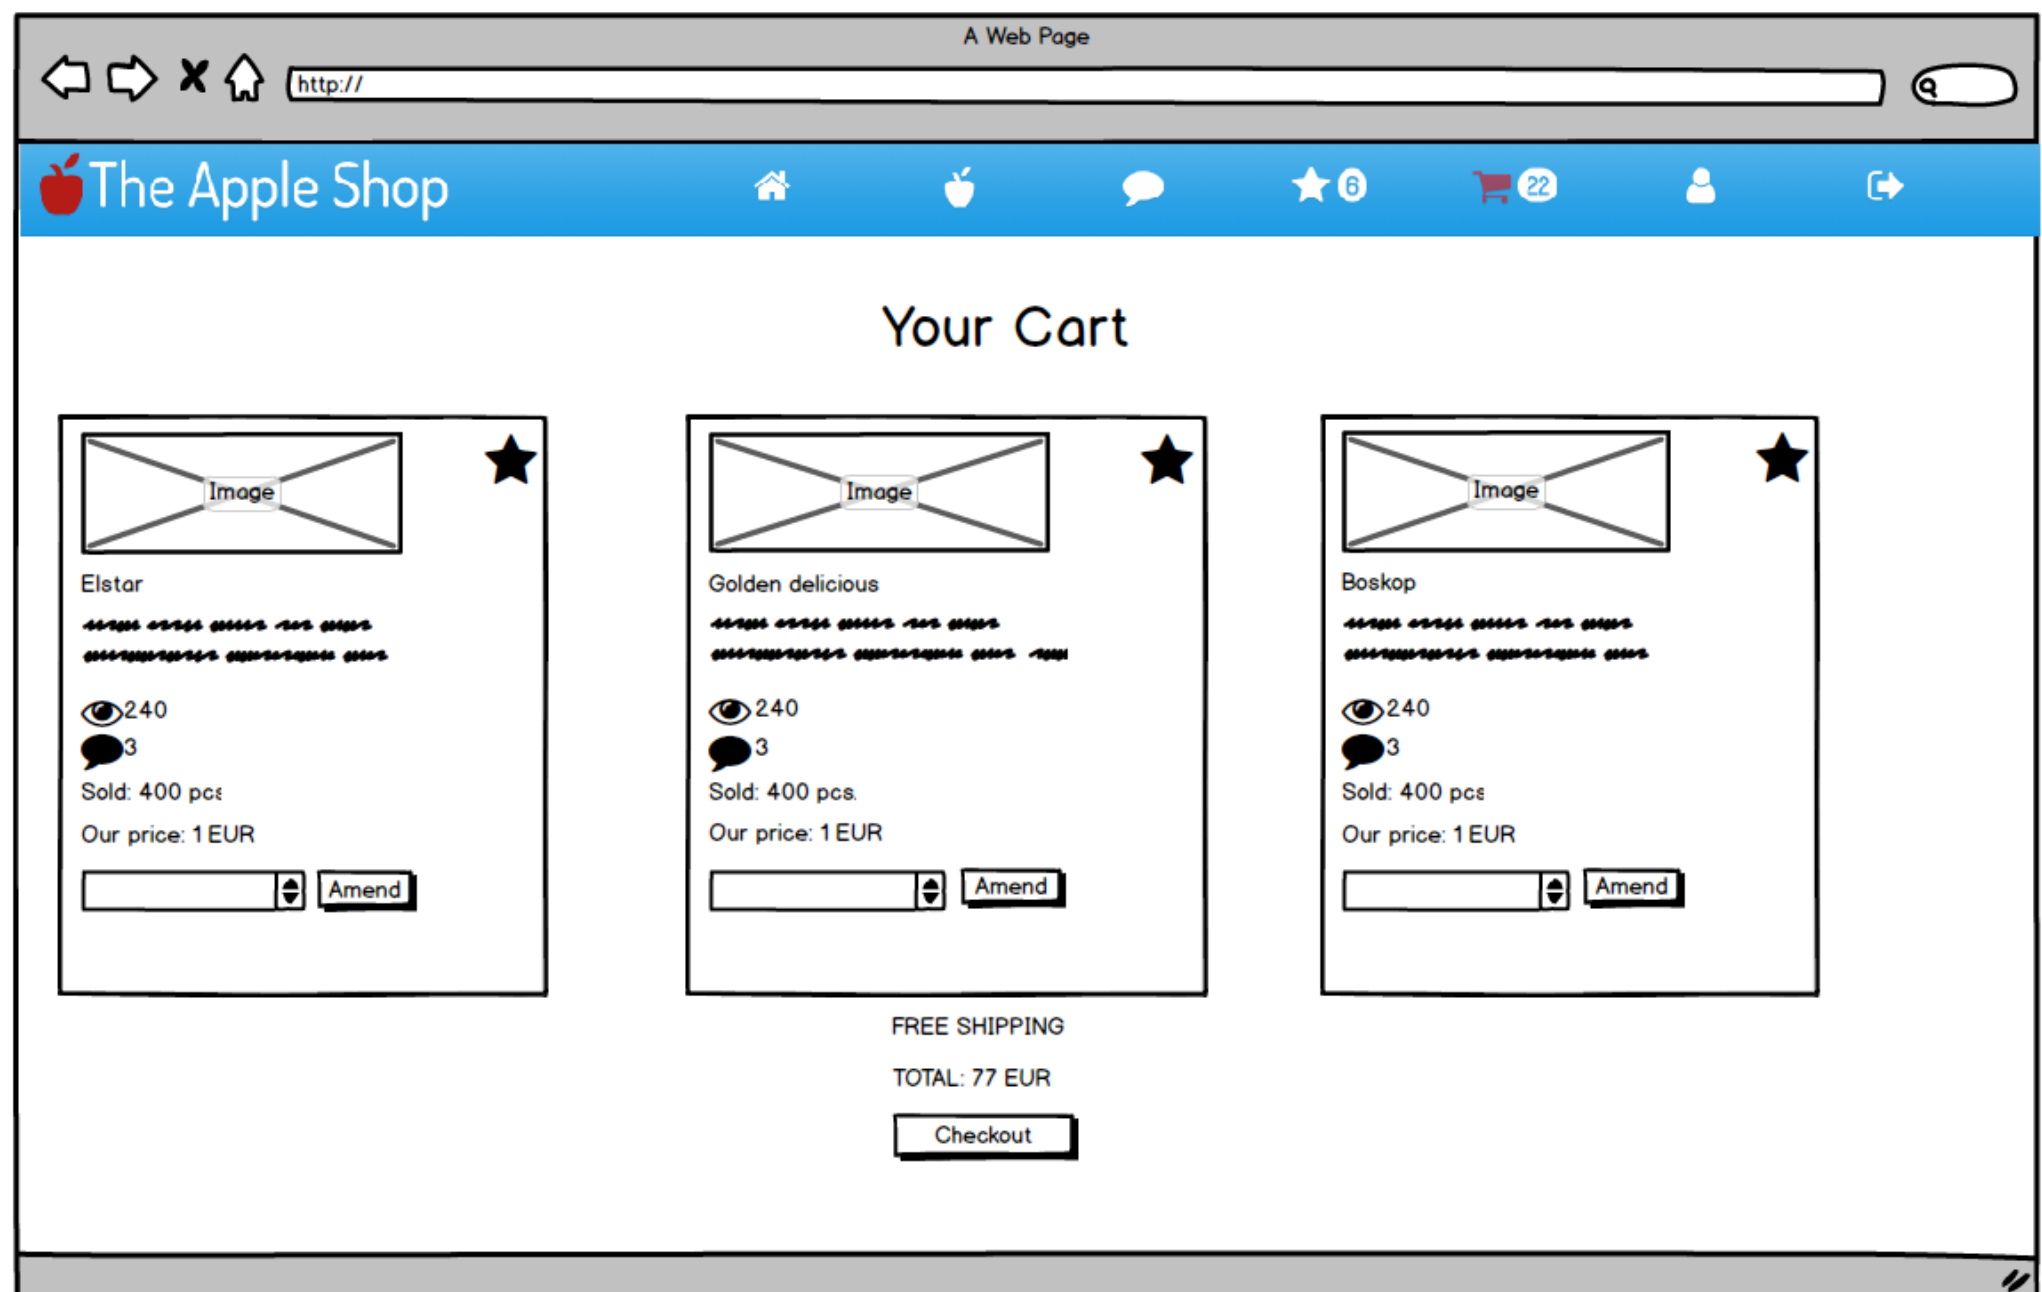 A Web Page
http://
The Apple Shop
6
22
Your Cart
Image
Elstar
240
3
Sold: 400 pcs
Our price: 1 EUR
Amend
Image
Golden delicious
240
3
Sold: 400 pcs.
Our price: 1 EUR
Amend
Image
Boskop
240
3
Sold: 400 pcs
Our price: 1 EUR
Amend
FREE SHIPPING
TOTAL: 77 EUR
Checkout